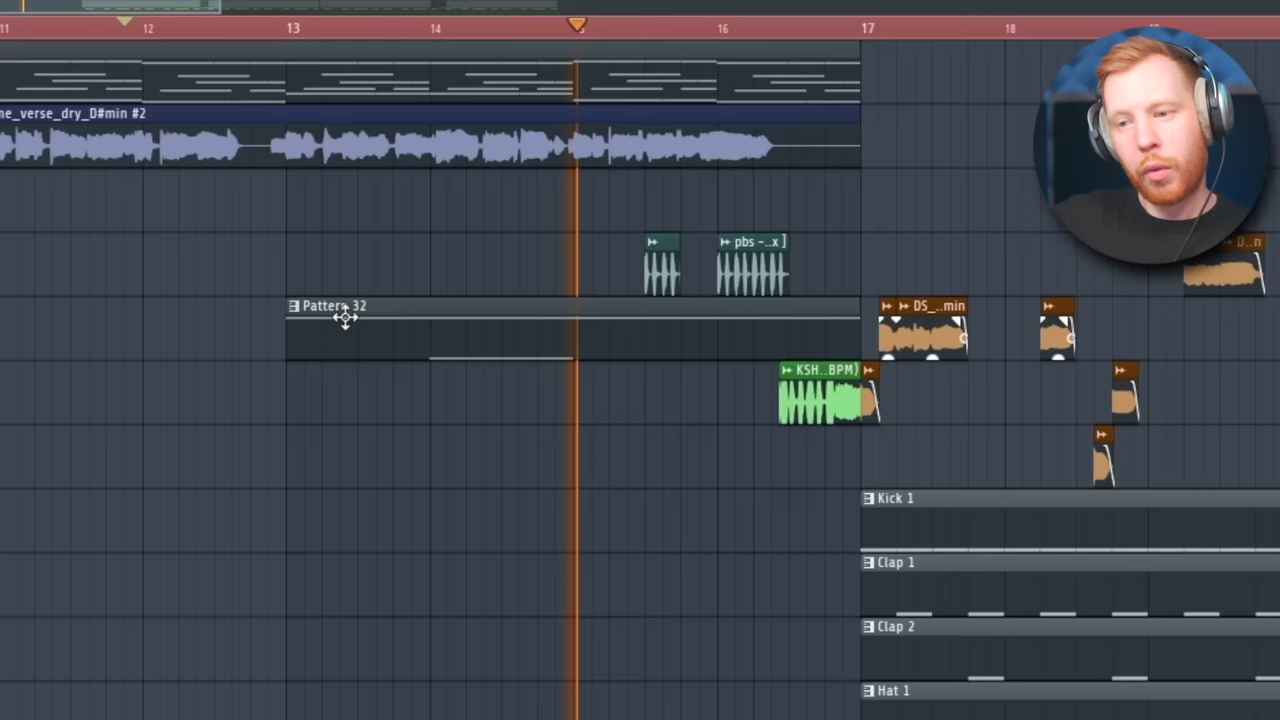 11 12 13 14 16 17 18
ne_verse_dry_D#min #2
pbs -..x ]
D..n
Pattern 32
DS_..min
KSH..BPM)
Kick 1
Clap 1
Clap 2
Hat 1